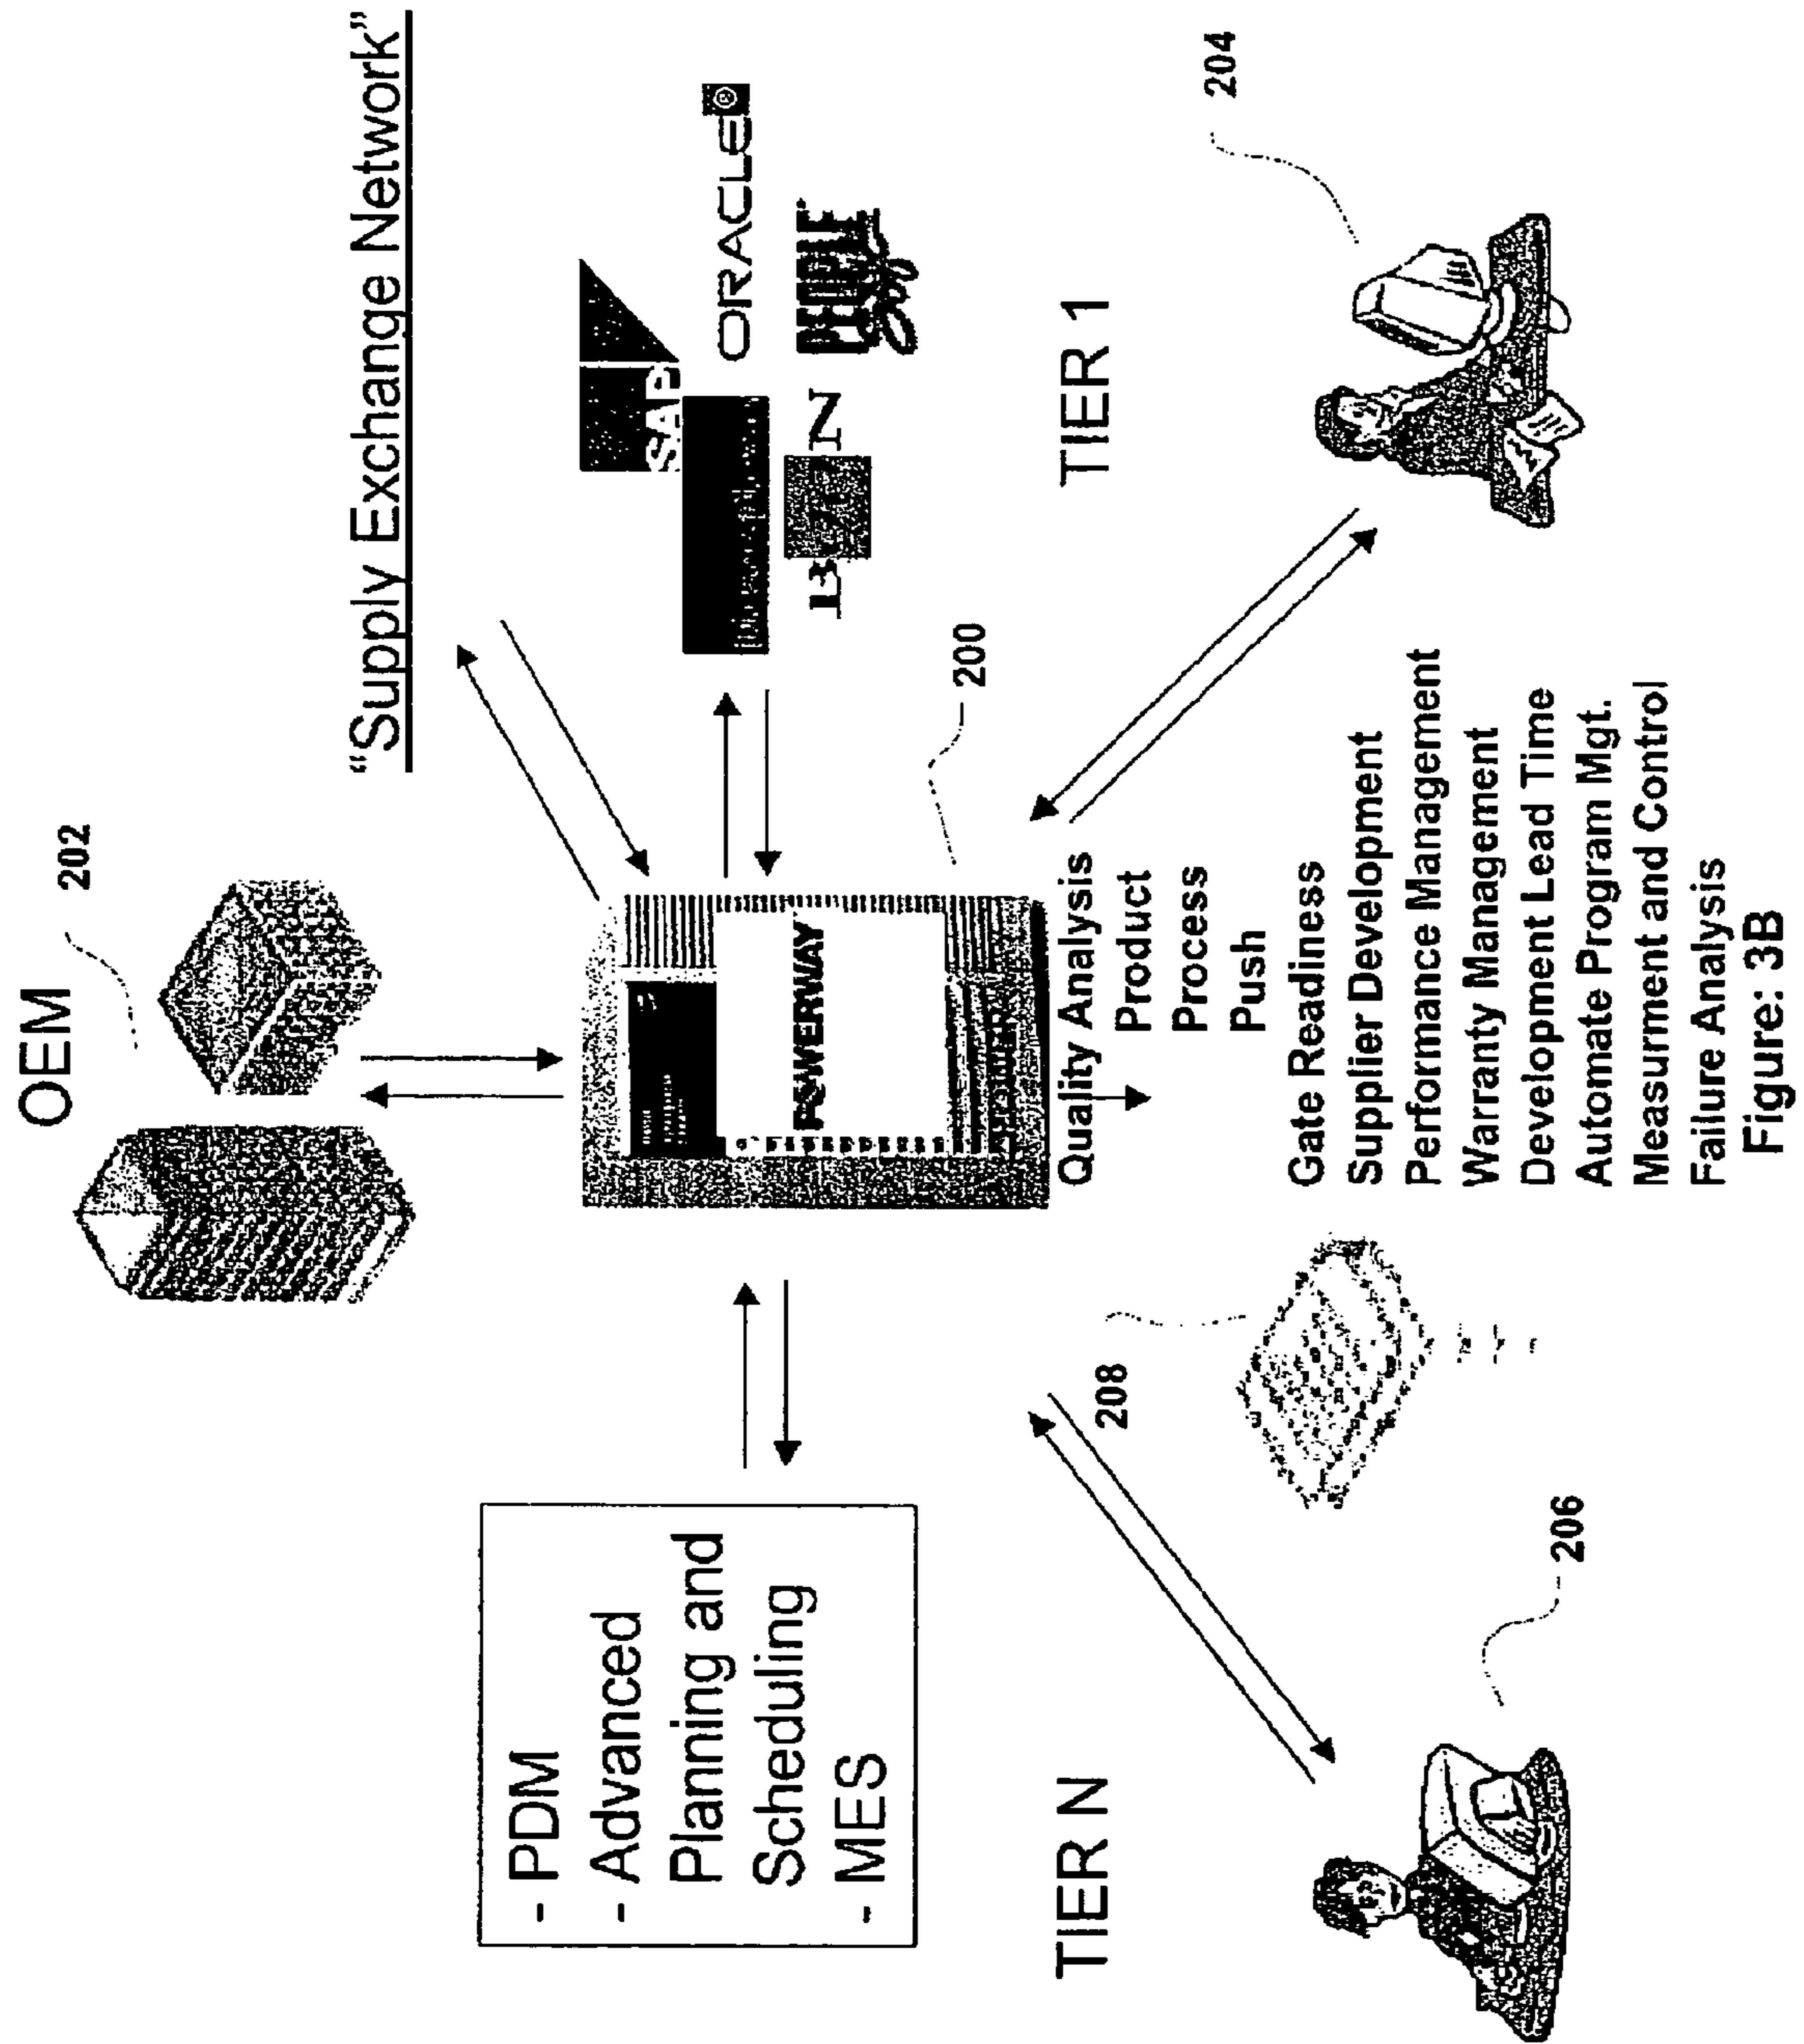 OEM
202
"Supply Exchange Network"
- PDM
- Advanced
Planning and
Scheduling
- MES
SAP
ORACLE®
POWERWAY
200
TIER N
TIER 1
Quality Analysis
Product
Process
Push
208
204
Gate Readiness
Supplier Development
Performance Management
Warranty Management
Development Lead Time
Automate Program Mgt.
Measurment and Control
Failure Analysis
206
Figure: 3B